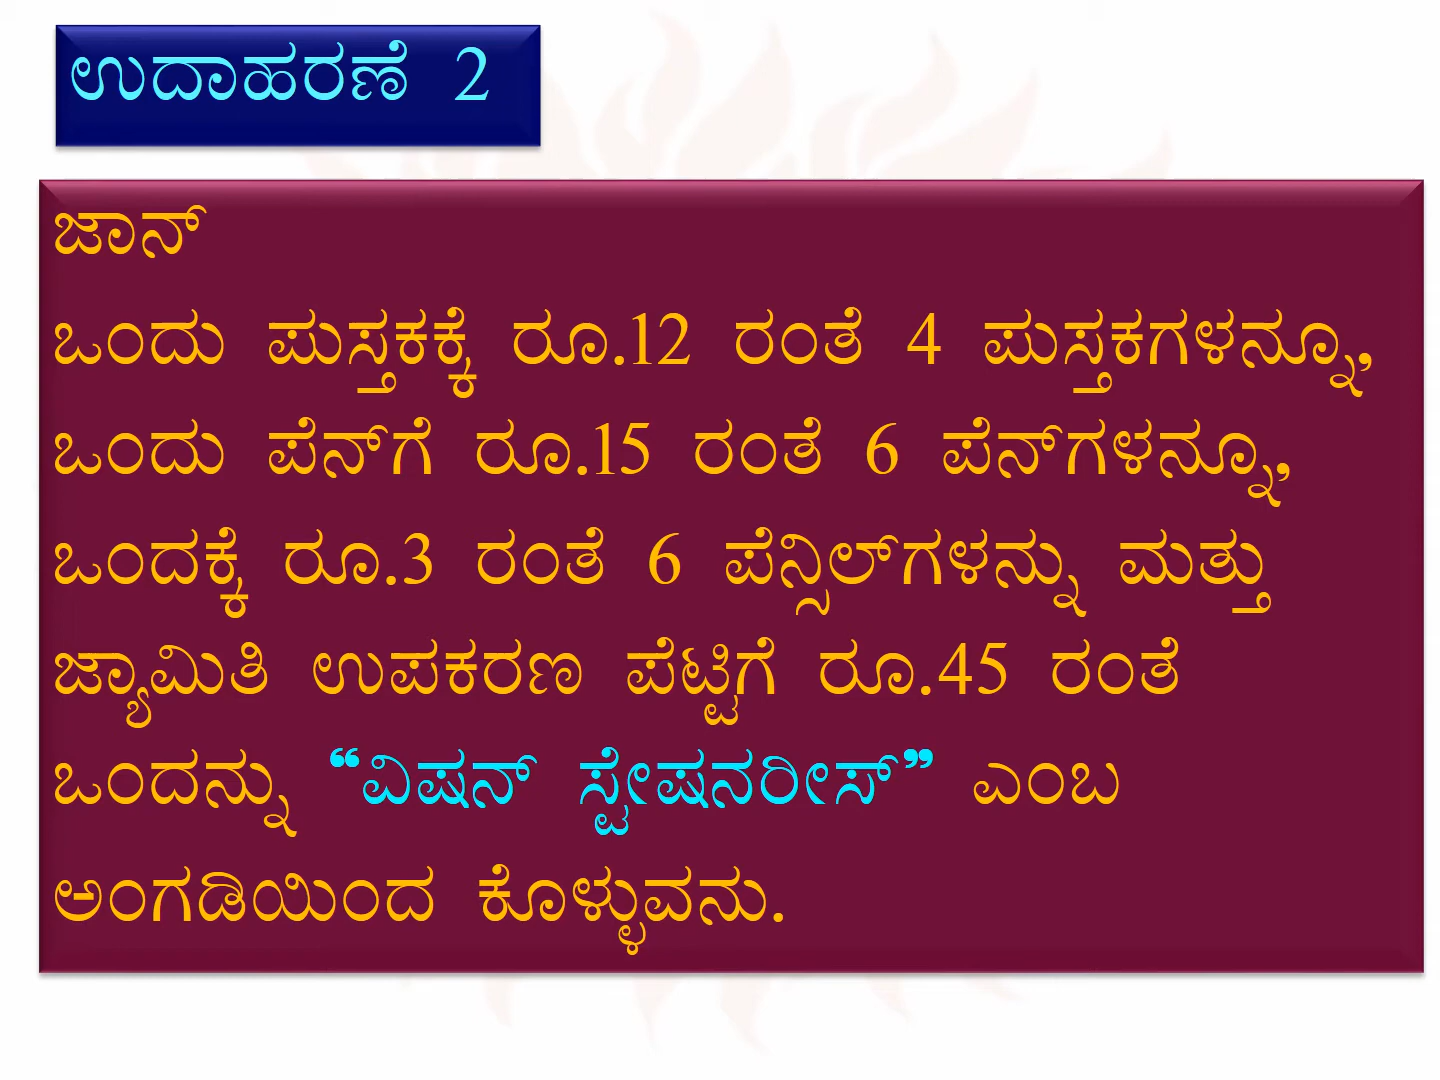 ಉದಾಹರಣೆ 2
ಜಾನ್
ಒಂದು ಪುಸ್ತಕಕ್ಕೆ ರೂ.12 ರಂತೆ 4 ಪುಸ್ತಕಗಳನ್ನೂ,
ಒಂದು ಪೆನ್‌ಗೆ ರೂ.15 ರಂತೆ 6 ಪೆನ್‌ಗಳನ್ನೂ,
ಒಂದಕ್ಕೆ ರೂ.3 ರಂತೆ 6 ಪೆನ್ಸಿಲ್‌ಗಳನ್ನು ಮತ್ತು
ಜ್ಯಾಮಿತಿ ಉಪಕರಣ ಪೆಟ್ಟಿಗೆ ರೂ.45 ರಂತೆ
ಒಂದನ್ನು “ವಿಷನ್ ಸ್ಟೇಷನರೀಸ್” ಎಂಬ
ಅಂಗಡಿಯಿಂದ ಕೊಳ್ಳುವನು.